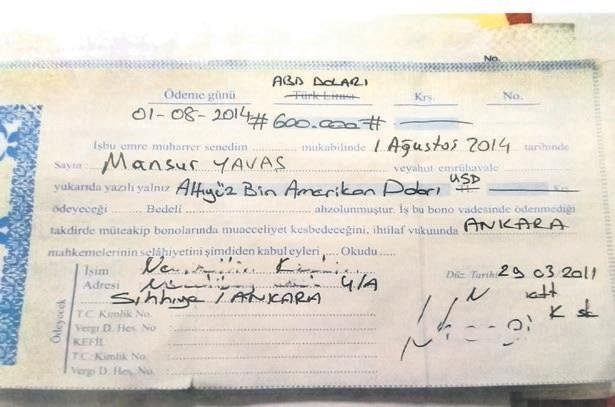 No.
ABD DOLARI
Ödeme günü Türk Lirası Krş. No.
01-08-2014 #600.000#
İşbu emre muharrer senedim ........ mukabilinde 1 Ağustos 2014 tarihinde
Sayın: Mansur YAVAŞ veyahut emrühavale
yukarıda yazılı yalnız Altıyüz Bin Amerikan Doları USD Krş.
ödeyeceği ........ Bedeli ........ ahzolunmuştur. İş bu bono vadesinde ödenmediği
takdirde müteakip bonolarında muacceliyet kesbedeceğini, ihtilaf vukuunda ANKARA
mahkemelerinin selâhiyetini şimdiden kabul eyleri .... Okudu .....
İsim
Düz. Tarihi: 29 03 2011
Adresi 4/A
Sıhhiye / ANKARA
Ödeyecek
T.C. Kimlik No.
Vergi D. Hes. No
KEFİL
T.C. Kimlik No.
Vergi D. Hes. No.